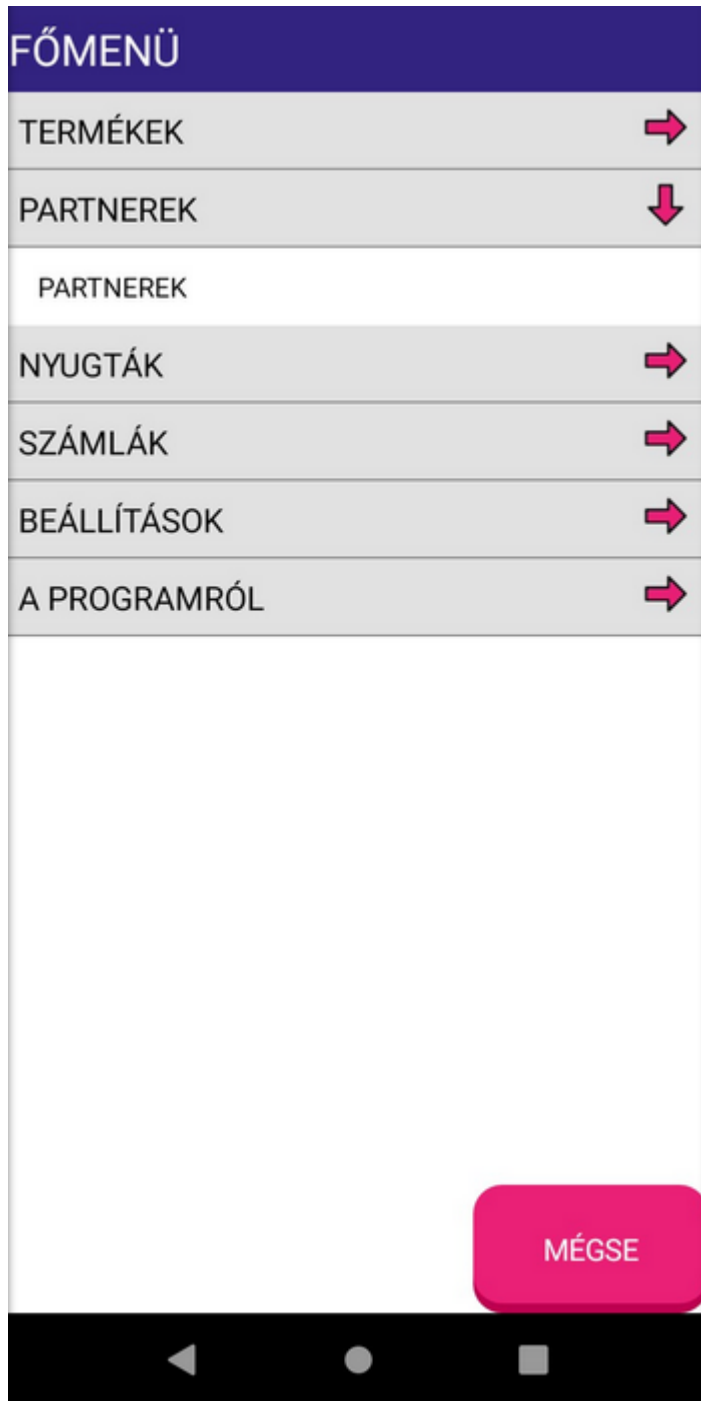 FŐMENÜ
TERMÉKEK
PARTNEREK
PARTNEREK
NYUGTÁK
SZÁMLÁK
BEÁLLÍTÁSOK
A PROGRAMRÓL
MÉGSE